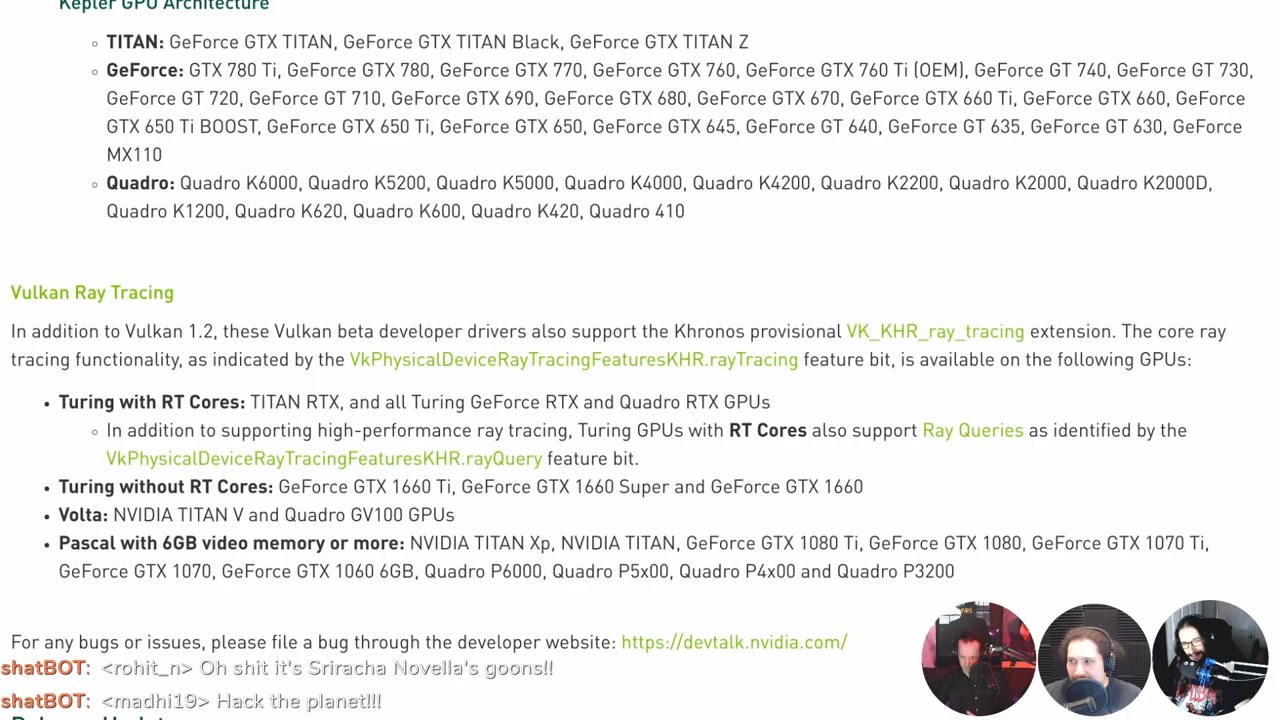 Kepler GPU Architecture
TITAN: GeForce GTX TITAN, GeForce GTX TITAN Black, GeForce GTX TITAN Z
GeForce: GTX 780 Ti, GeForce GTX 780, GeForce GTX 770, GeForce GTX 760, GeForce GTX 760 Ti (OEM), GeForce GT 740, GeForce GT 730,
GeForce GT 720, GeForce GT 710, GeForce GTX 690, GeForce GTX 680, GeForce GTX 670, GeForce GTX 660 Ti, GeForce GTX 660, GeForce
GTX 650 Ti BOOST, GeForce GTX 650 Ti, GeForce GTX 650, GeForce GTX 645, GeForce GT 640, GeForce GT 635, GeForce GT 630, GeForce
MX110
Quadro: Quadro K6000, Quadro K5200, Quadro K5000, Quadro K4000, Quadro K4200, Quadro K2200, Quadro K2000, Quadro K2000D,
Quadro K1200, Quadro K620, Quadro K600, Quadro K420, Quadro 410
Vulkan Ray Tracing
In addition to Vulkan 1.2, these Vulkan beta developer drivers also support the Khronos provisional VK_KHR_ray_tracing extension. The core ray
tracing functionality, as indicated by the VkPhysicalDeviceRayTracingFeaturesKHR.rayTracing feature bit, is available on the following GPUs:
Turing with RT Cores: TITAN RTX, and all Turing GeForce RTX and Quadro RTX GPUs
In addition to supporting high-performance ray tracing, Turing GPUs with RT Cores also support Ray Queries as identified by the
VkPhysicalDeviceRayTracingFeaturesKHR.rayQuery feature bit.
Turing without RT Cores: GeForce GTX 1660 Ti, GeForce GTX 1660 Super and GeForce GTX 1660
Volta: NVIDIA TITAN V and Quadro GV100 GPUs
Pascal with 6GB video memory or more: NVIDIA TITAN Xp, NVIDIA TITAN, GeForce GTX 1080 Ti, GeForce GTX 1080, GeForce GTX 1070 Ti,
GeForce GTX 1070, GeForce GTX 1060 6GB, Quadro P6000, Quadro P5x00, Quadro P4x00 and Quadro P3200
For any bugs or issues, please file a bug through the developer website: https://devtalk.nvidia.com/
shatBOT: <rohit_n> Oh shit it's Sriracha Novella's goons!!
shatBOT: <madhi19> Hack the planet!!!